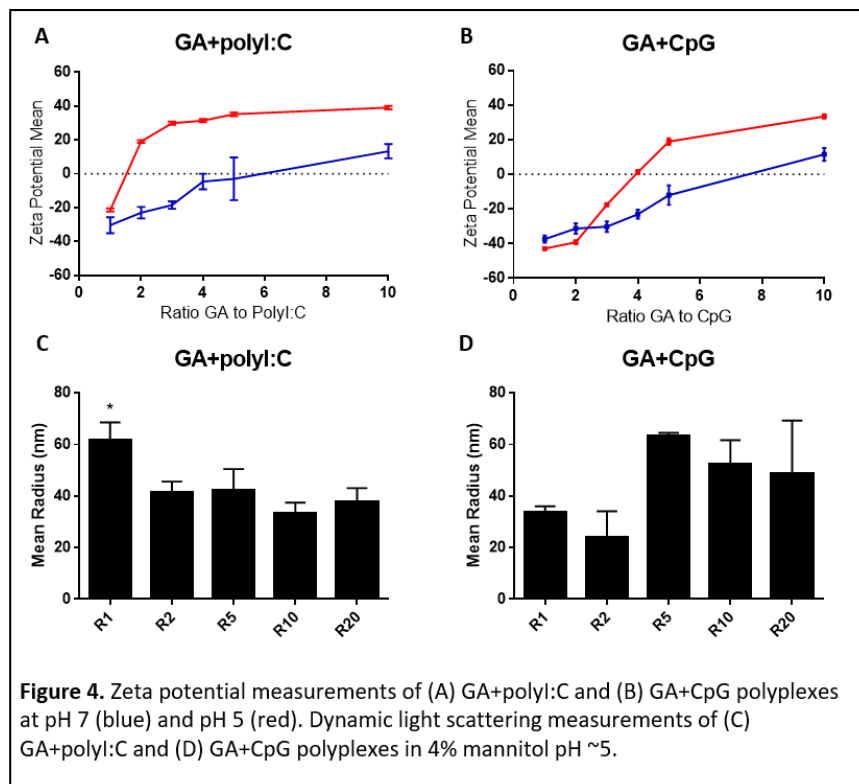 A
GA+polyI:C
Zeta Potential Mean
60
40
20
0
-20
-40
-60
0
2
4
6
8
10
Ratio GA to PolyI:C
B
GA+CpG
Zeta Potential Mean
60
40
20
0
-20
-40
-60
0
2
4
6
8
10
Ratio GA to CpG
C
GA+polyI:C
Mean Radius (nm)
80
60
40
20
0
*
R1
R2
R5
R10
R20
D
GA+CpG
Mean Radius (nm)
80
60
40
20
0
R1
R2
R5
R10
R20
Figure 4. Zeta potential measurements of (A) GA+polyI:C and (B) GA+CpG polyplexes
at pH 7 (blue) and pH 5 (red). Dynamic light scattering measurements of (C)
GA+polyI:C and (D) GA+CpG polyplexes in 4% mannitol pH ~5.